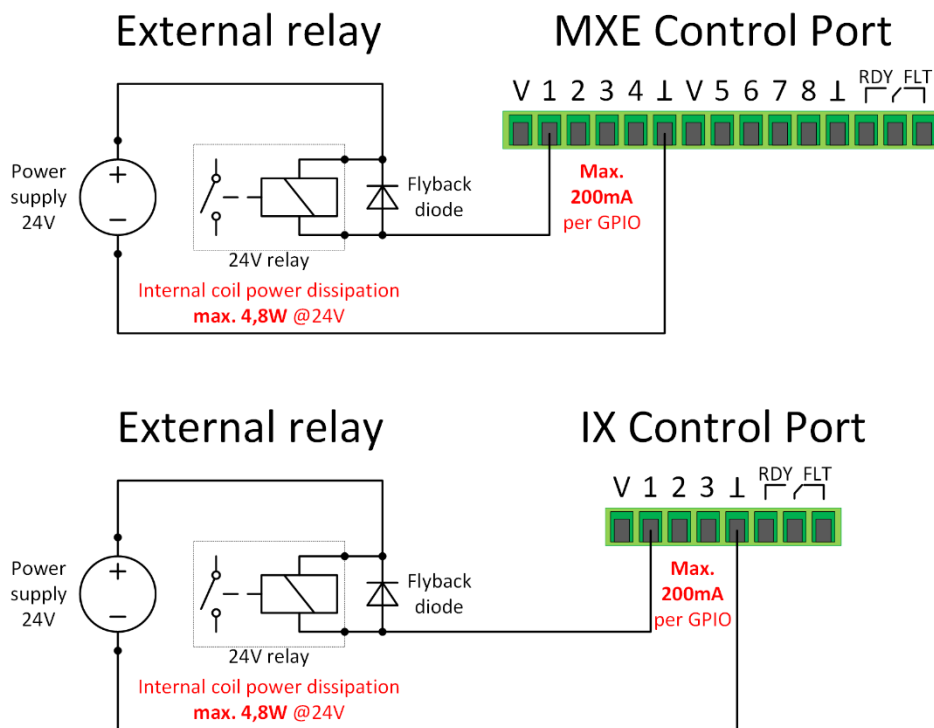 External relay
MXE Control Port
V 1 2 3 4 ⊥ V 5 6 7 8 ⊥ RDY FLT
Power
supply
24V
+
−
Flyback
diode
24V relay
Max.
200mA
per GPIO
Internal coil power dissipation
max. 4,8W @24V
External relay
IX Control Port
V 1 2 3 ⊥ RDY FLT
Power
supply
24V
+
−
Flyback
diode
24V relay
Max.
200mA
per GPIO
Internal coil power dissipation
max. 4,8W @24V